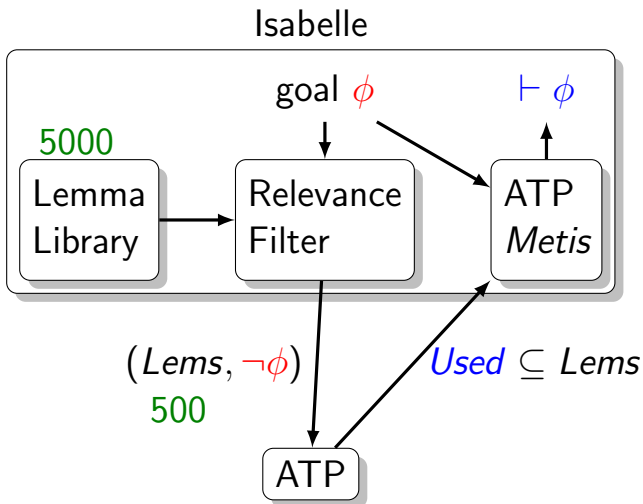 Isabelle
goal ϕ
⊢ ϕ
5000
Lemma
Library
Relevance
Filter
ATP
Metis
(Lems, ¬ϕ)
500
Used ⊆ Lems
ATP